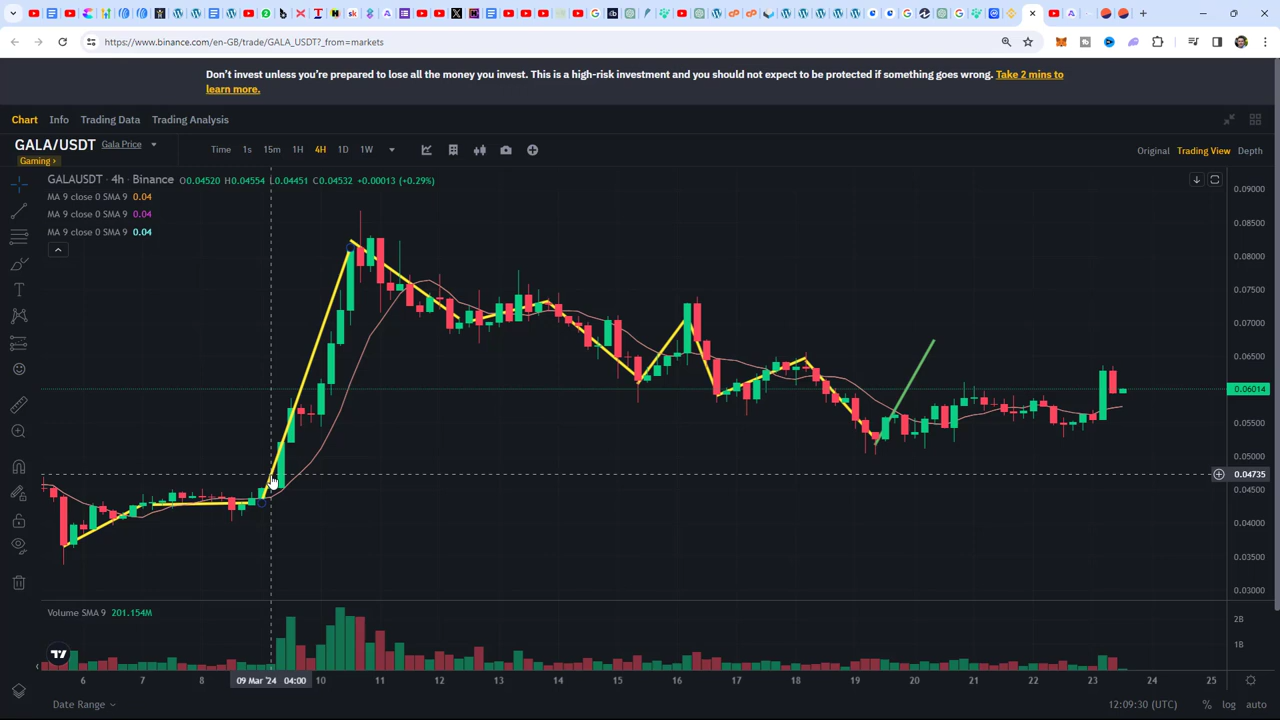 https://www.binance.com/en-GB/trade/GALA_USDT?_from=markets
Don't invest unless you're prepared to lose all the money you invest. This is a high-risk investment and you should not expect to be protected if something goes wrong. Take 2 mins to
learn more.
Chart Info Trading Data Trading Analysis
GALA/USDT Gala Price
Gaming >
Time 1s 15m 1H 4H 1D 1W
Original Trading View Depth
GALAUSDT · 4h · Binance O0.04520 H0.04554 L0.04451 C0.04532 +0.00013 (+0.29%)
MA 9 close 0 SMA 9 0.04
MA 9 close 0 SMA 9 0.04
MA 9 close 0 SMA 9 0.04
0.09000
0.08500
0.08000
0.07500
0.07000
0.06500
0.06014
0.05500
0.05000
0.04735
0.04500
0.04000
0.03500
0.03000
Volume SMA 9 201.154M
2B
1B
6 7 8 09 Mar '24 04:00 10 11 12 13 14 15 16 17 18 19 20 21 22 23 24 25
Date Range 12:09:30 (UTC) % log auto